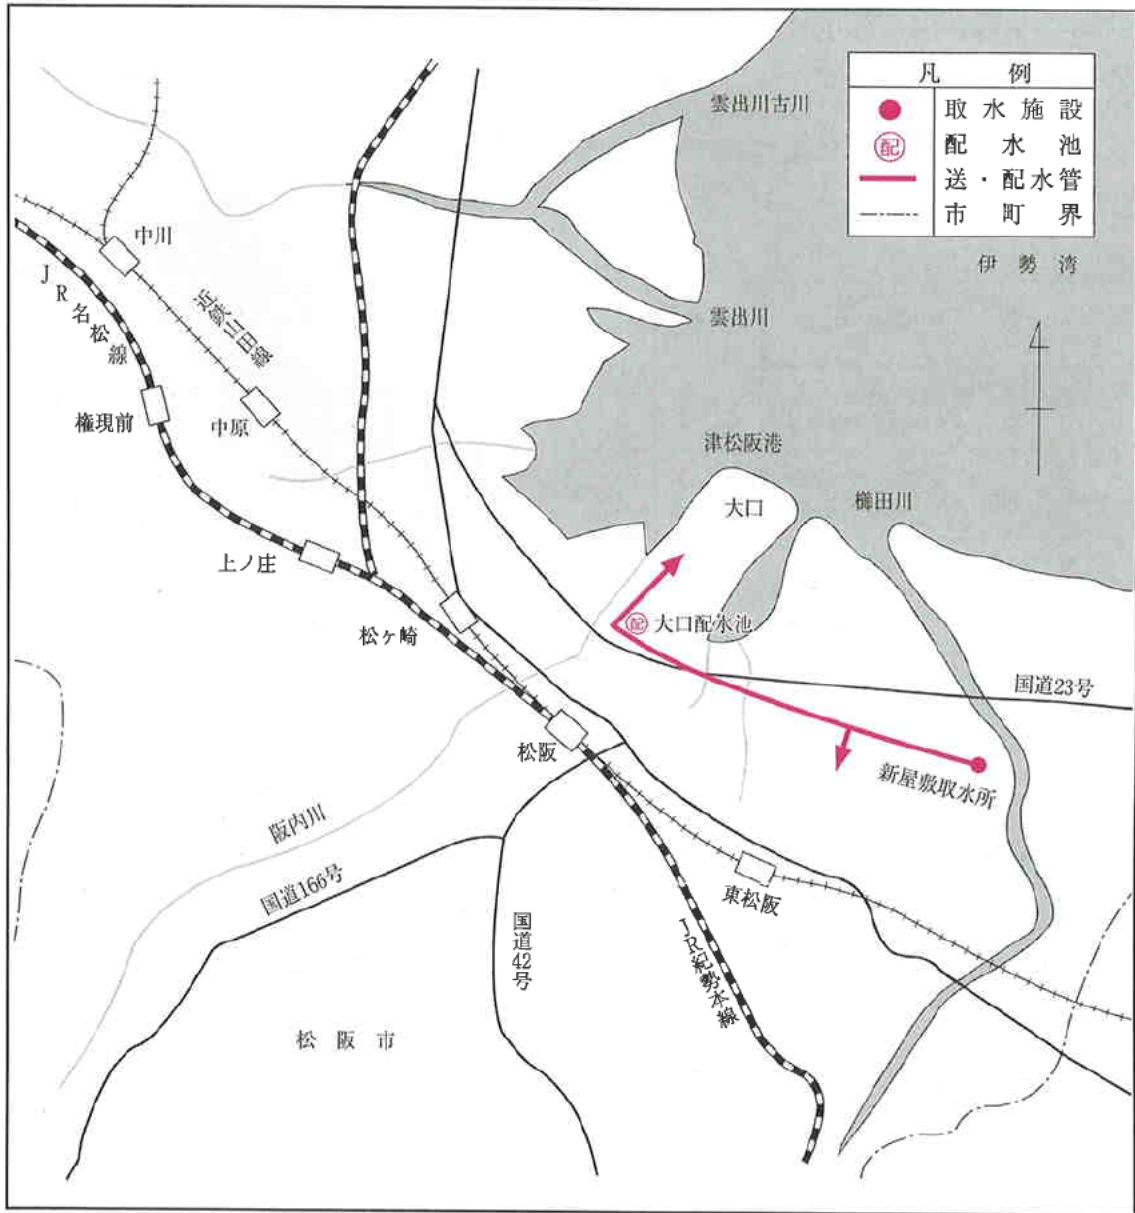 凡例
取水施設
配 配水池
送・配水管
市町界
雲出川古川
伊勢湾
中川
JR名松線
近鉄山田線
雲出川
権現前
中原
津松阪港
大口
櫛田川
上ノ庄
松ヶ崎
配 大口配水池
国道23号
松阪
新屋敷取水所
阪内川
国道166号
東松阪
国道42号
JR紀勢本線
松阪市